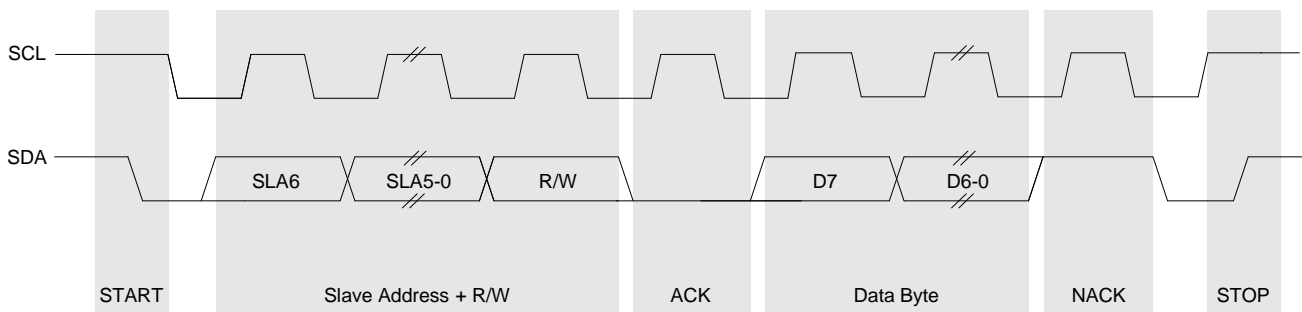 SCL
SDA
SLA6 SLA5-0 R/W D7 D6-0
START Slave Address + R/W ACK Data Byte NACK STOP